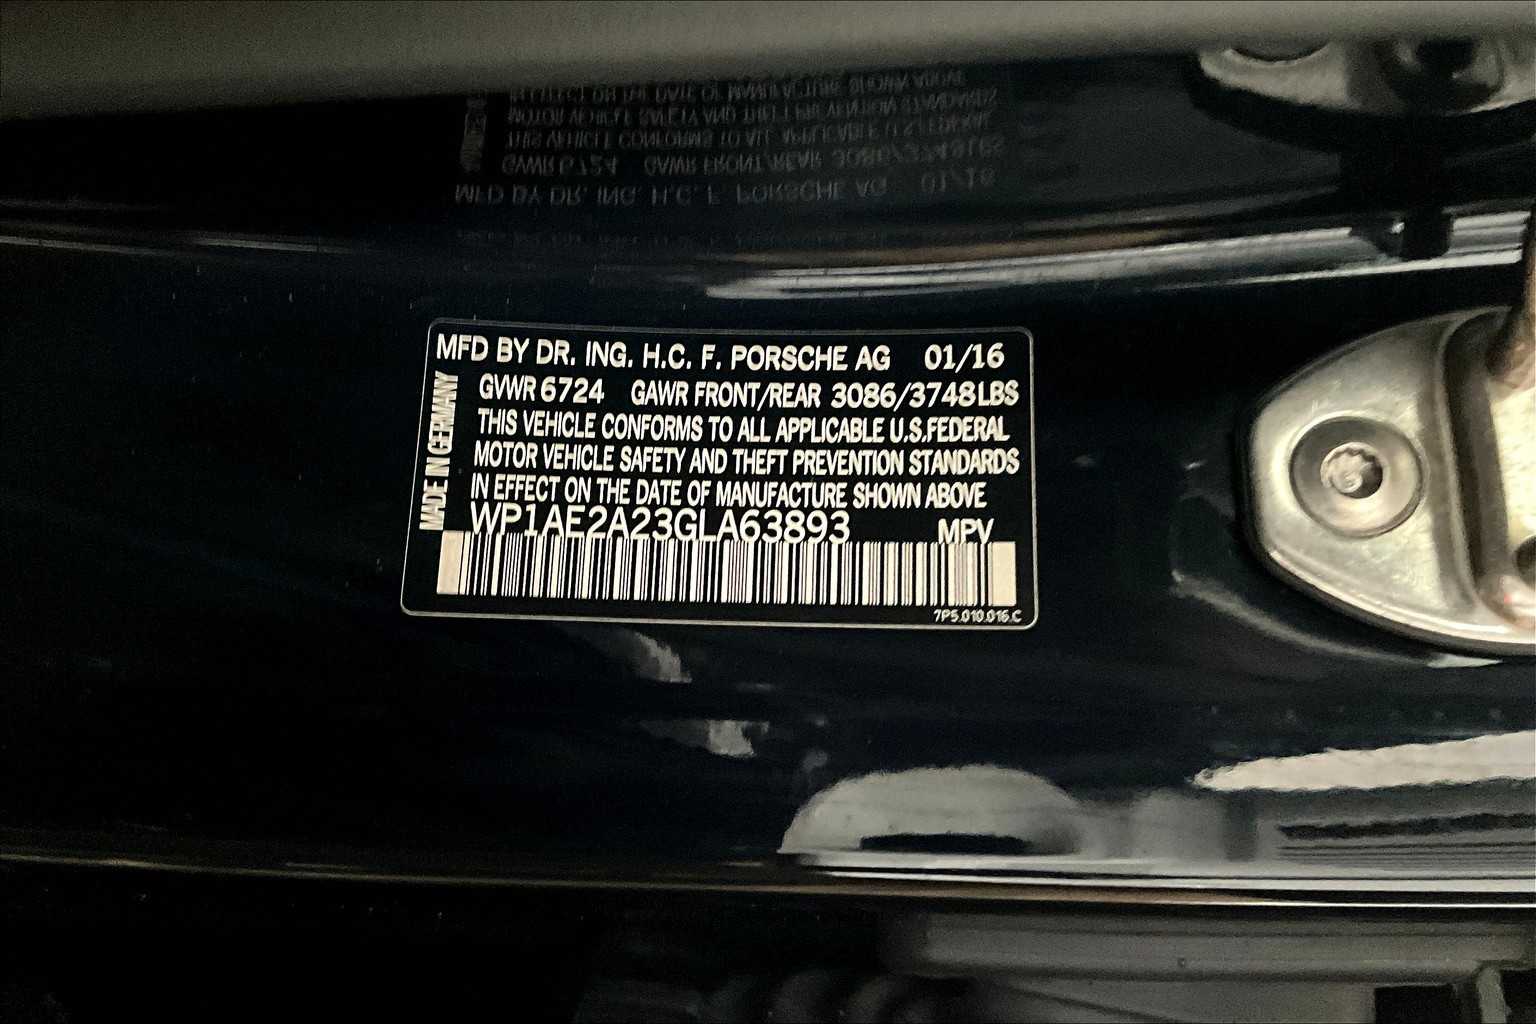 MFD BY DR. ING. H.C. F. PORSCHE AG 01/16
GVWR 6724 GAWR FRONT/REAR 3086/3748LBS
THIS VEHICLE CONFORMS TO ALL APPLICABLE U.S.FEDERAL
MOTOR VEHICLE SAFETY AND THEFT PREVENTION STANDARDS
IN EFFECT ON THE DATE OF MANUFACTURE SHOWN ABOVE
WP1AE2A23GLA63893 MPV
7P5.010.016.C
MADE IN GERMANY